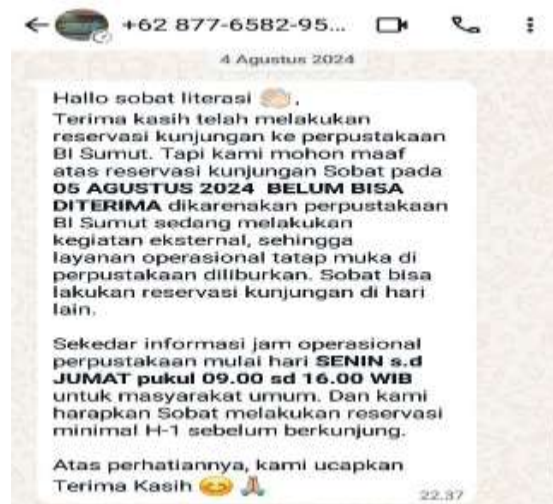 +62 877-6582-95...
4 Agustus 2024
Hallo sobat literasi 👏🏻,
Terima kasih telah melakukan
reservasi kunjungan ke perpustakaan
BI Sumut. Tapi kami mohon maaf
atas reservasi kunjungan Sobat pada
05 AGUSTUS 2024 BELUM BISA
DITERIMA dikarenakan perpustakaan
BI Sumut sedang melakukan
kegiatan eksternal, sehingga
layanan operasional tatap muka di
perpustakaan diliburkan. Sobat bisa
lakukan reservasi kunjungan di hari
lain.
Sekedar informasi jam operasional
perpustakaan mulai hari SENIN s.d
JUMAT pukul 09.00 sd 16.00 WIB
untuk masyarakat umum. Dan kami
harapkan Sobat melakukan reservasi
minimal H-1 sebelum berkunjung.
Atas perhatiannya, kami ucapkan
Terima Kasih 😊 🙏🏻
22.37